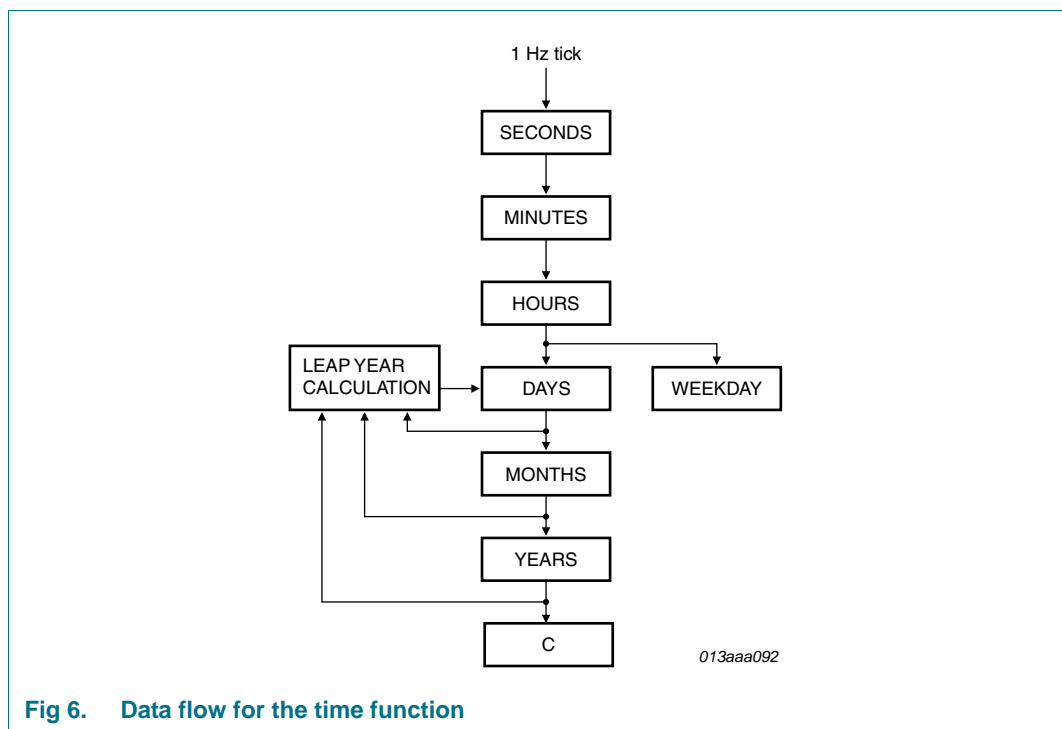 1 Hz tick
SECONDS
MINUTES
HOURS
LEAP YEAR
CALCULATION
DAYS
WEEKDAY
MONTHS
YEARS
C
013aaa092
Fig 6. Data flow for the time function